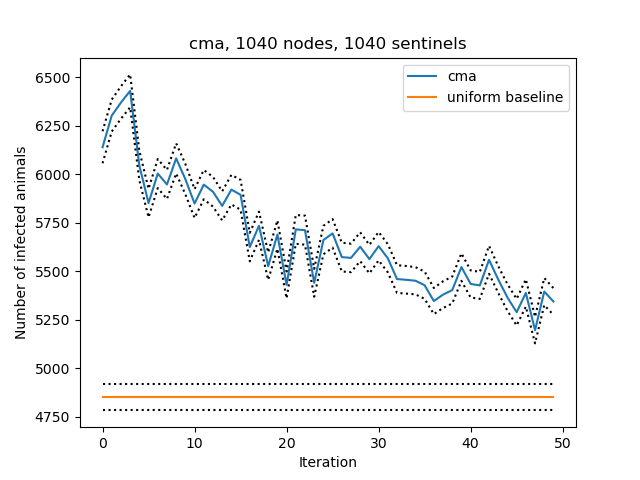 cma, 1040 nodes, 1040 sentinels
cma
uniform baseline
Number of infected animals
6500
6250
6000
5750
5500
5250
5000
4750
0 10 20 30 40 50
Iteration